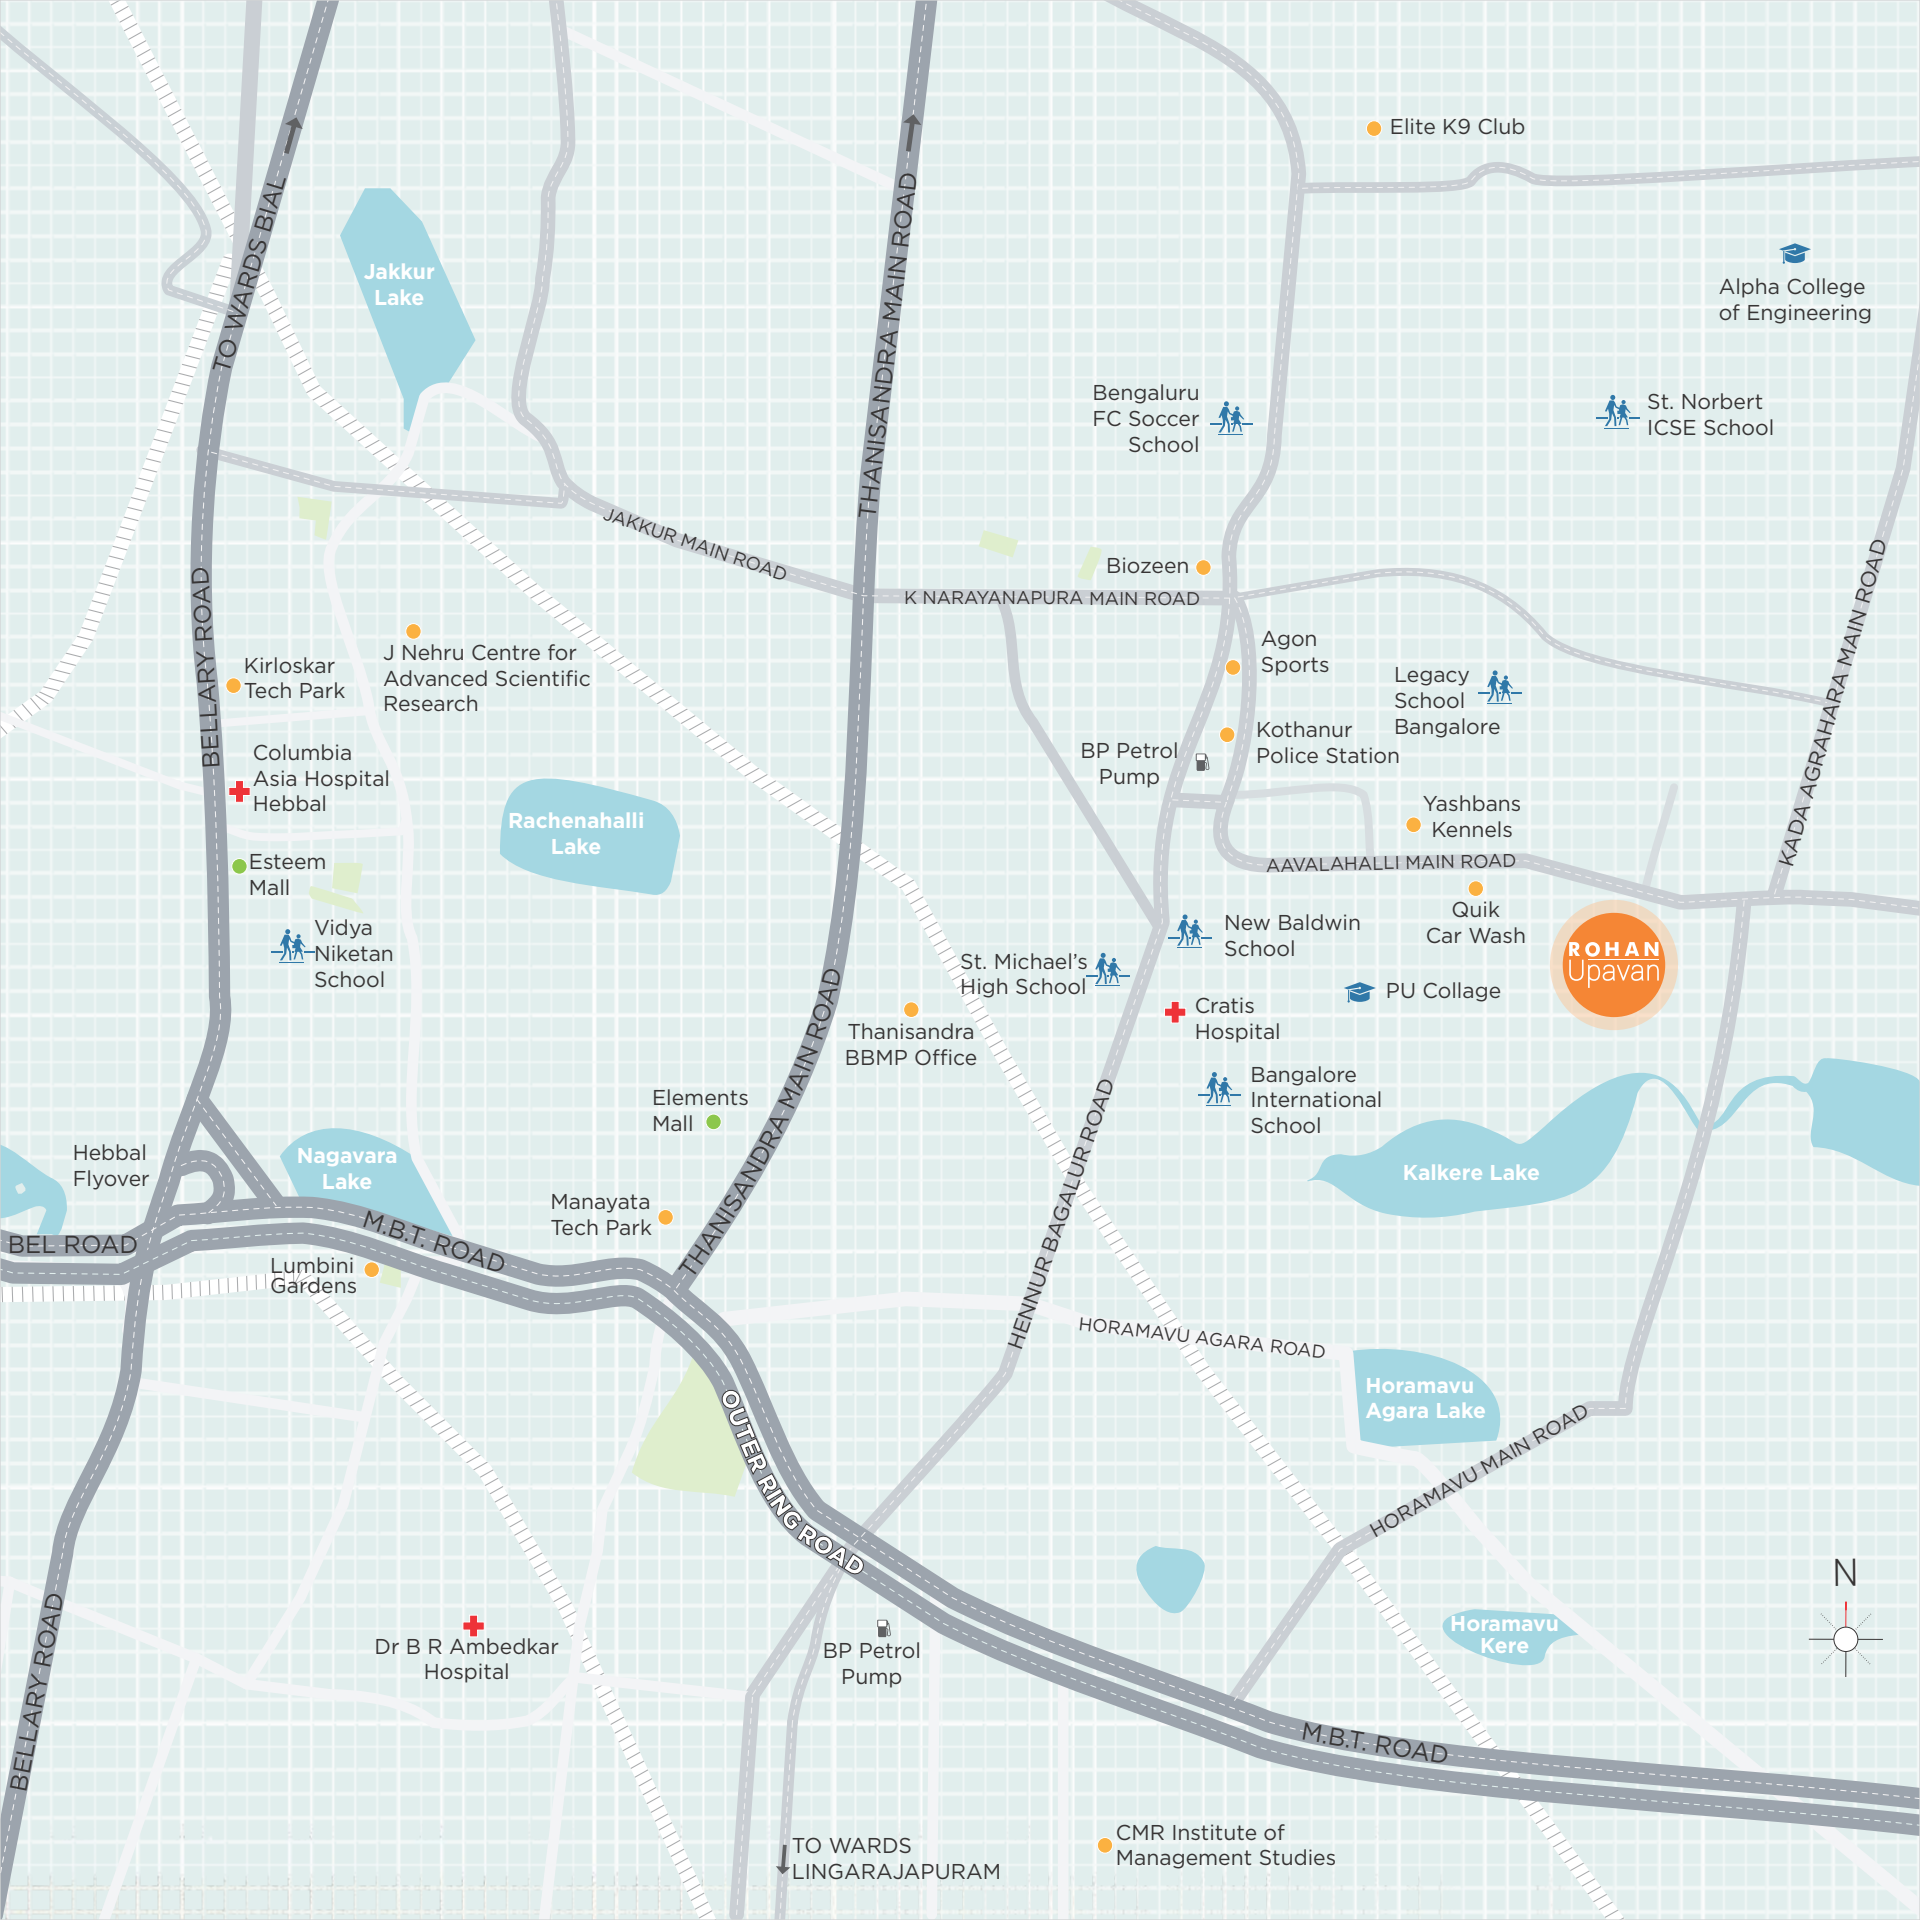 Elite K9 Club
TO WARDS BIAL
THANISANDRA MAIN ROAD
Jakkur
Lake
Alpha College
of Engineering
Bengaluru
FC Soccer
School
St. Norbert
ICSE School
JAKKUR MAIN ROAD
Biozeen
K NARAYANAPURA MAIN ROAD
BELLARY ROAD
KADA AGRAHARA MAIN ROAD
J Nehru Centre for
Advanced Scientific
Research
Kirloskar
Tech Park
Agon
Sports
Legacy
School
Bangalore
Kothanur
Police Station
BP Petrol
Pump
Columbia
Asia Hospital
Hebbal
Rachenahalli
Lake
Yashbans
Kennels
Esteem
Mall
AAVALAHALLI MAIN ROAD
Quik
Car Wash
Vidya
Niketan
School
New Baldwin
School
ROHAN
Upavan
St. Michael’s
High School
PU Collage
Cratis
Hospital
Thanisandra
BBMP Office
THANISANDRA MAIN ROAD
Elements
Mall
Bangalore
International
School
HENNUR BAGALUR ROAD
Hebbal
Flyover
Nagavara
Lake
Kalkere Lake
Manayata
Tech Park
BEL ROAD
M.B.T. ROAD
Lumbini
Gardens
HORAMAVU AGARA ROAD
Horamavu
Agara Lake
OUTER RING ROAD
HORAMAVU MAIN ROAD
N
BELLARY ROAD
Dr B R Ambedkar
Hospital
BP Petrol
Pump
Horamavu
Kere
M.B.T. ROAD
TO WARDS
LINGARAJAPURAM
CMR Institute of
Management Studies